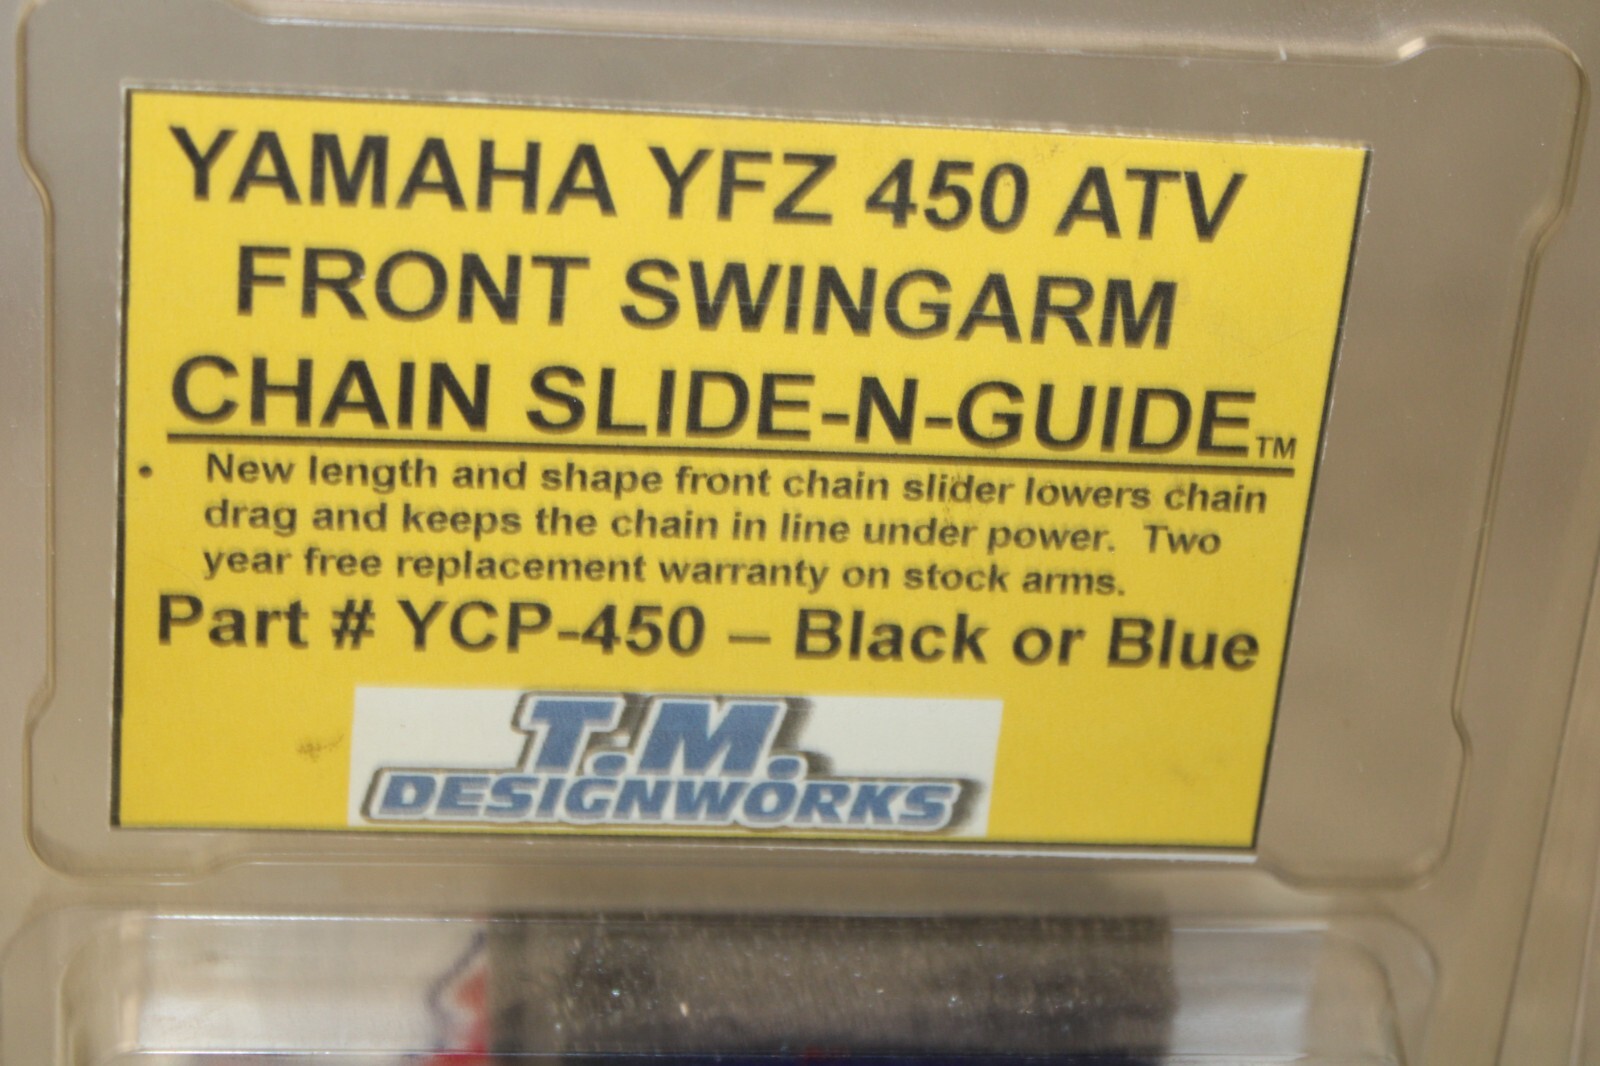 YAMAHA YFZ 450 ATV
FRONT SWINGARM
CHAIN SLIDE-N-GUIDE™
• New length and shape front chain slider lowers chain
drag and keeps the chain in line under power. Two
year free replacement warranty on stock arms.
Part # YCP-450 – Black or Blue
T.M.
DESIGNWORKS